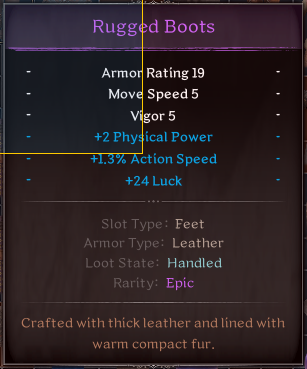 Rugged Boots
- Armor Rating 19 -
- Move Speed 5 -
- Vigor 5 -
- +2 Physical Power -
- +1.3% Action Speed -
- +24 Luck -
Slot Type: Feet
Armor Type: Leather
Loot State: Handled
Rarity: Epic
Crafted with thick leather and lined with
warm compact fur.